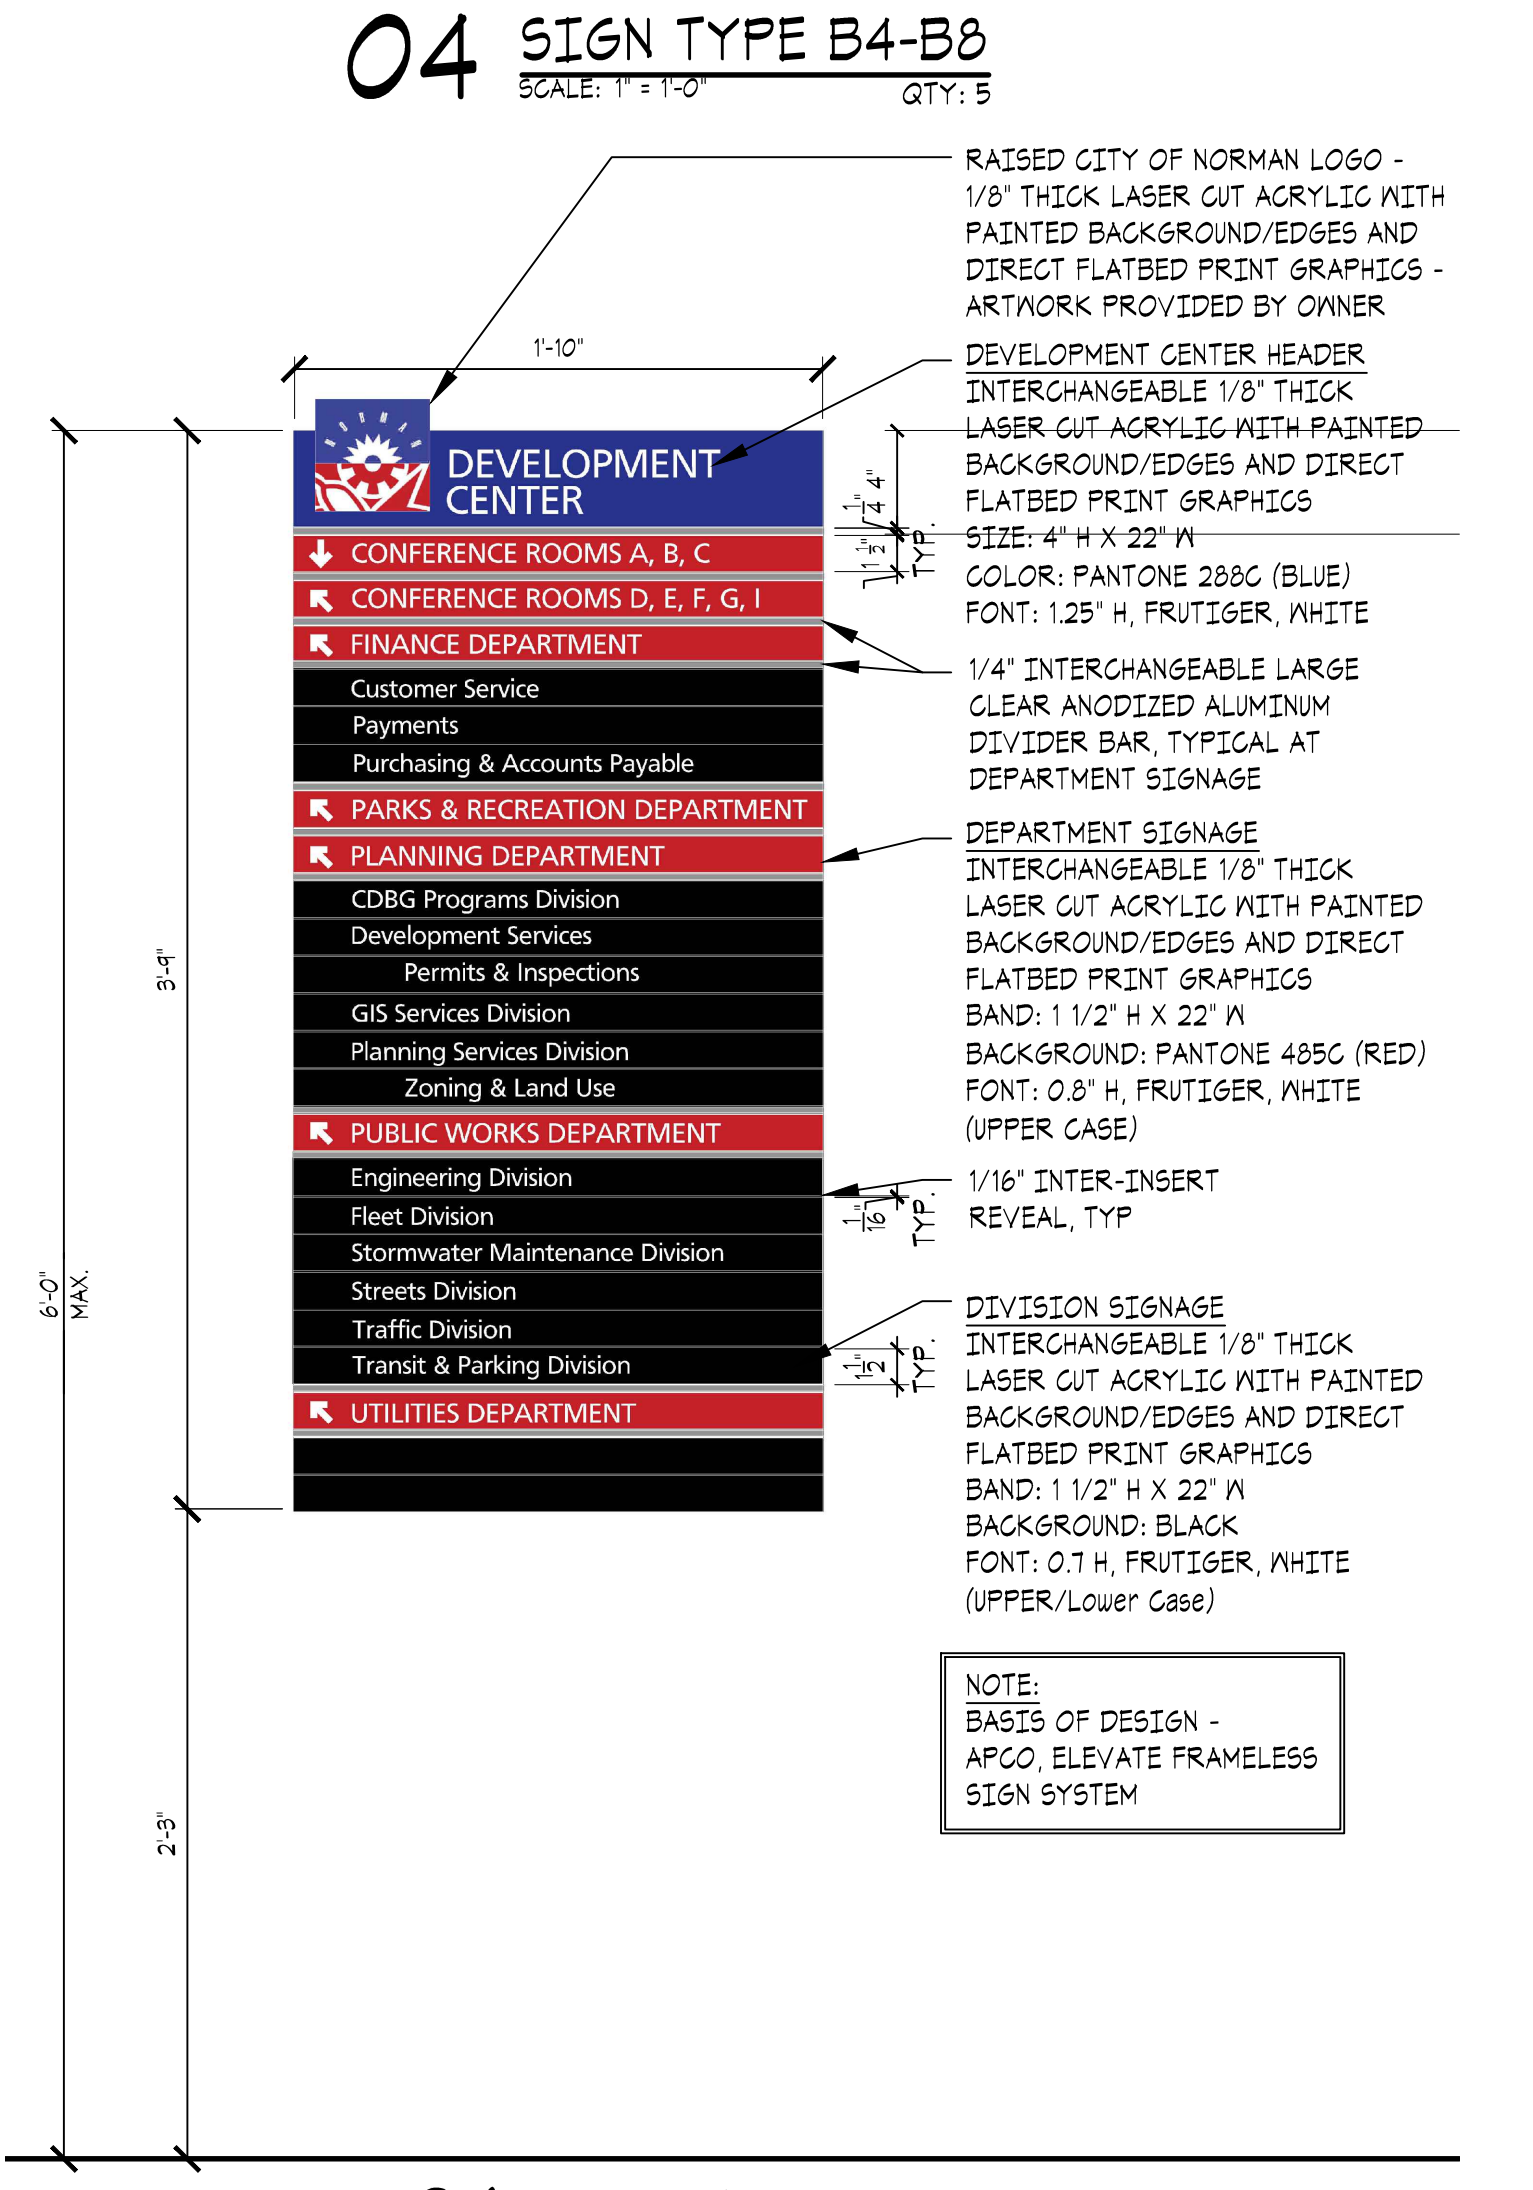 04 SIGN TYPE B4-B8
SCALE: 1" = 1'-0" QTY: 5
RAISED CITY OF NORMAN LOGO -
1/8" THICK LASER CUT ACRYLIC WITH
PAINTED BACKGROUND/EDGES AND
DIRECT FLATBED PRINT GRAPHICS -
ARTWORK PROVIDED BY OWNER
1'-10"
DEVELOPMENT CENTER HEADER
INTERCHANGEABLE 1/8" THICK
LASER CUT ACRYLIC WITH PAINTED
BACKGROUND/EDGES AND DIRECT
FLATBED PRINT GRAPHICS
SIZE: 4" H X 22" W
COLOR: PANTONE 288C (BLUE)
FONT: 1.25" H, FRUTIGER, WHITE
NORMAN
DEVELOPMENT
CENTER
CONFERENCE ROOMS A, B, C
CONFERENCE ROOMS D, E, F, G, I
FINANCE DEPARTMENT
Customer Service
Payments
Purchasing & Accounts Payable
PARKS & RECREATION DEPARTMENT
PLANNING DEPARTMENT
CDBG Programs Division
Development Services
Permits & Inspections
GIS Services Division
Planning Services Division
Zoning & Land Use
PUBLIC WORKS DEPARTMENT
Engineering Division
Fleet Division
Stormwater Maintenance Division
Streets Division
Traffic Division
Transit & Parking Division
UTILITIES DEPARTMENT
4"
1/4"
1 1/2"
TYP.
1/4" INTERCHANGEABLE LARGE
CLEAR ANODIZED ALUMINUM
DIVIDER BAR, TYPICAL AT
DEPARTMENT SIGNAGE
DEPARTMENT SIGNAGE
INTERCHANGEABLE 1/8" THICK
LASER CUT ACRYLIC WITH PAINTED
BACKGROUND/EDGES AND DIRECT
FLATBED PRINT GRAPHICS
BAND: 1 1/2" H X 22" W
BACKGROUND: PANTONE 485C (RED)
FONT: 0.8" H, FRUTIGER, WHITE
(UPPER CASE)
1/16"
TYP.
1/16" INTER-INSERT
REVEAL, TYP
1 1/2"
TYP.
DIVISION SIGNAGE
INTERCHANGEABLE 1/8" THICK
LASER CUT ACRYLIC WITH PAINTED
BACKGROUND/EDGES AND DIRECT
FLATBED PRINT GRAPHICS
BAND: 1 1/2" H X 22" W
BACKGROUND: BLACK
FONT: 0.7 H, FRUTIGER, WHITE
(UPPER/Lower Case)
3'-9"
6'-0"
MAX.
2'-3"
NOTE:
BASIS OF DESIGN -
APCO, ELEVATE FRAMELESS
SIGN SYSTEM